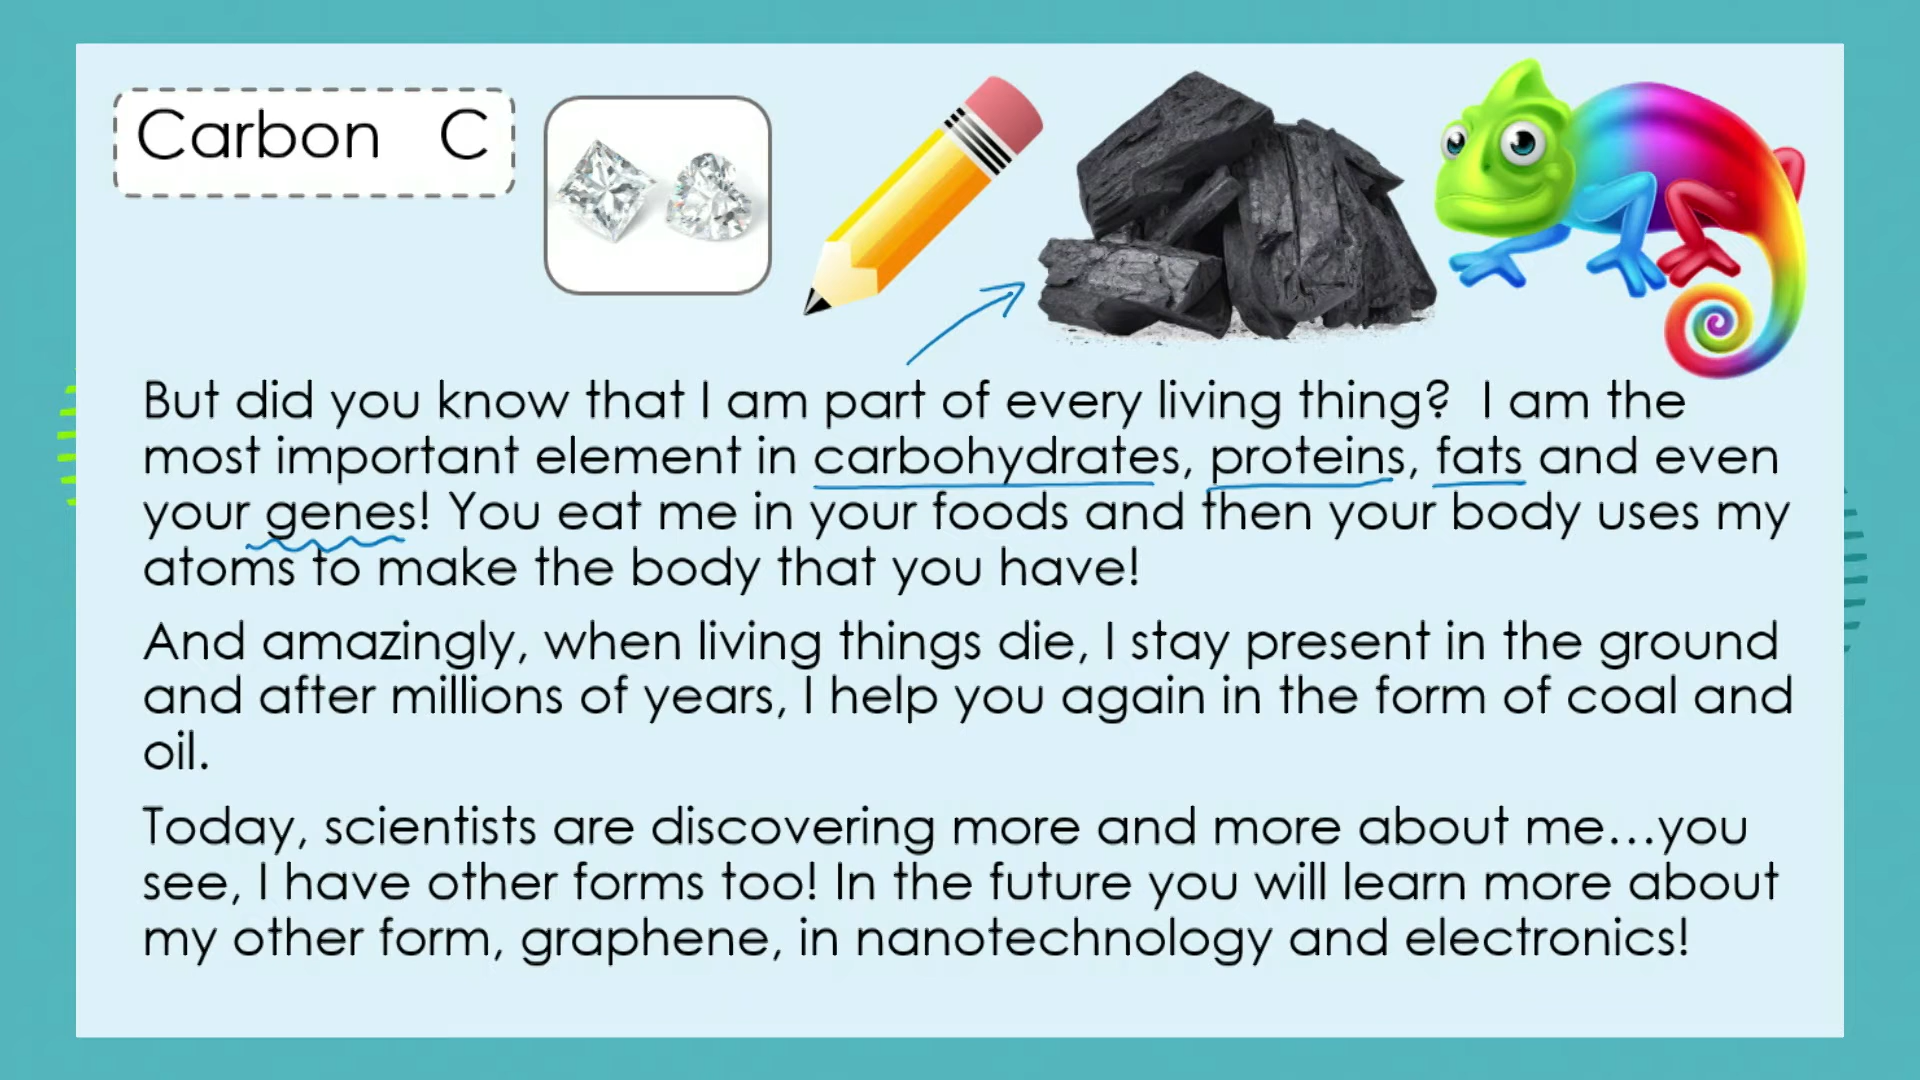 Carbon C
But did you know that I am part of every living thing? I am the
most important element in carbohydrates, proteins, fats and even
your genes! You eat me in your foods and then your body uses my
atoms to make the body that you have!
And amazingly, when living things die, I stay present in the ground
and after millions of years, I help you again in the form of coal and
oil.
Today, scientists are discovering more and more about me...you
see, I have other forms too! In the future you will learn more about
my other form, graphene, in nanotechnology and electronics!